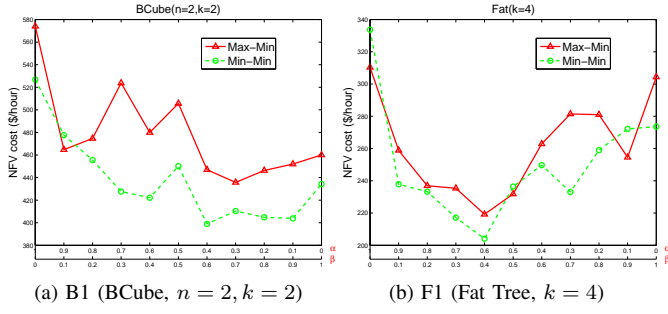 BCube(n=2,k=2)
580
560
540
520
500
480
460
440
420
400
380
NFV cost ($/hour)
Max−Min
Min−Min
0.9 0.8 0.7 0.6 0.5 0.4 0.3 0.2 0.1 0 α
0 0.1 0.2 0.3 0.4 0.5 0.6 0.7 0.8 0.9 1 β
(a) B1 (BCube, n = 2, k = 2)
Fat(k=4)
340
320
300
280
260
240
220
200
NFV cost ($/hour)
Max−Min
Min−Min
0.9 0.8 0.7 0.6 0.5 0.4 0.3 0.2 0.1 0 α
0 0.1 0.2 0.3 0.4 0.5 0.6 0.7 0.8 0.9 1 β
(b) F1 (Fat Tree, k = 4)